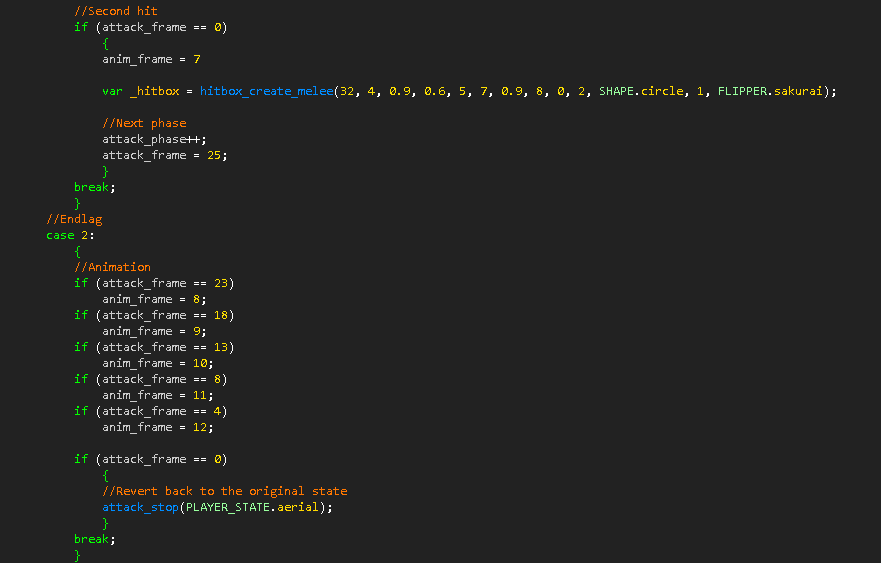 //Second hit
if (attack_frame == 0)
{
anim_frame = 7
var _hitbox = hitbox_create_melee(32, 4, 0.9, 0.6, 5, 7, 0.9, 8, 0, 2, SHAPE.circle, 1, FLIPPER.sakurai);
//Next phase
attack_phase++;
attack_frame = 25;
}
break;
}
//Endlag
case 2:
{
//Animation
if (attack_frame == 23)
anim_frame = 8;
if (attack_frame == 18)
anim_frame = 9;
if (attack_frame == 13)
anim_frame = 10;
if (attack_frame == 8)
anim_frame = 11;
if (attack_frame == 4)
anim_frame = 12;
if (attack_frame == 0)
{
//Revert back to the original state
attack_stop(PLAYER_STATE.aerial);
}
break;
}